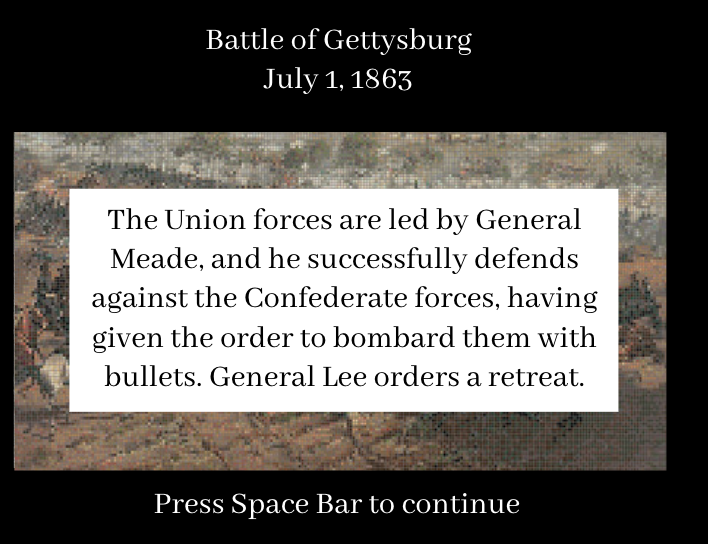 Battle of Gettysburg
July 1, 1863
The Union forces are led by General
Meade, and he successfully defends
against the Confederate forces, having
given the order to bombard them with
bullets. General Lee orders a retreat.
Press Space Bar to continue